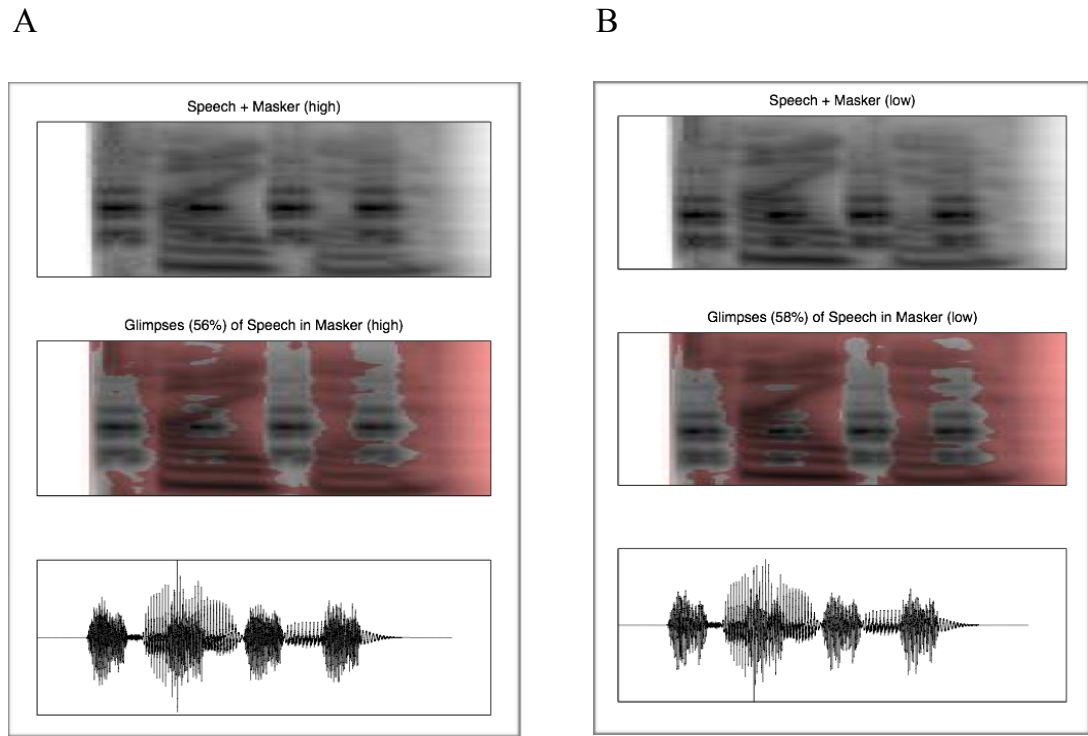 A
Speech + Masker (high)
Glimpses (56%) of Speech in Masker (high)
B
Speech + Masker (low)
Glimpses (58%) of Speech in Masker (low)